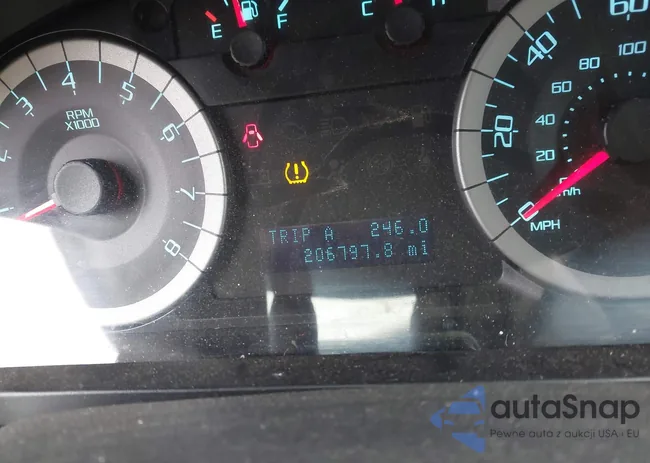 E F C
40 60
3 4 5 6 7 8
RPM
X1000
20
20 40 60 80 100
0
MPH
TRIP A 246.0
206797.8 mi
autaSnap
Pewne auto z aukcji USA i EU